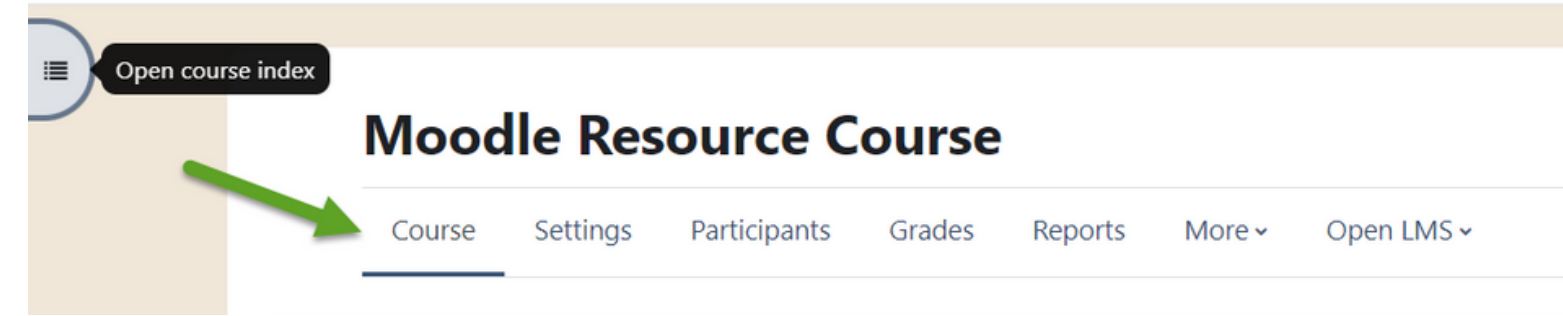 Open course index
Moodle Resource Course
Course Settings Participants Grades Reports More Open LMS